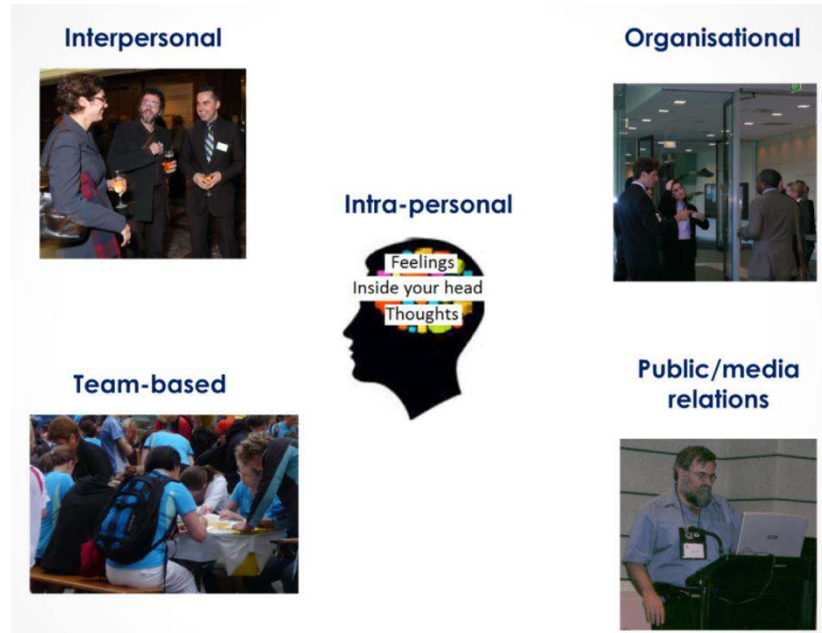 Interpersonal
Organisational
Intra-personal
Feelings
Inside your head
Thoughts
Team-based
Public/media
relations